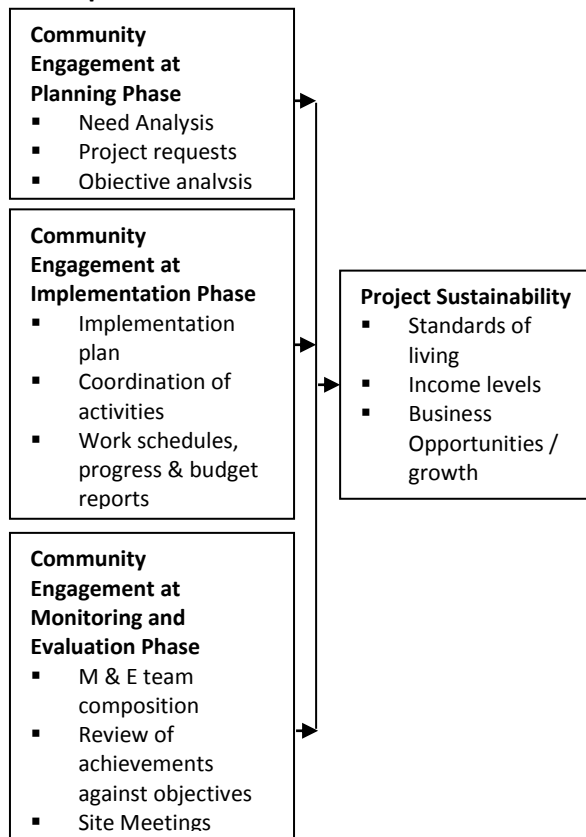 Community
Engagement at
Planning Phase
▪ Need Analysis
▪ Project requests
▪ Objective analysis
Community
Engagement at
Implementation Phase
▪ Implementation
plan
▪ Coordination of
activities
▪ Work schedules,
progress & budget
reports
Project Sustainability
▪ Standards of
living
▪ Income levels
▪ Business
Opportunities /
growth
Community
Engagement at
Monitoring and
Evaluation Phase
▪ M & E team
composition
▪ Review of
achievements
against objectives
▪ Site Meetings